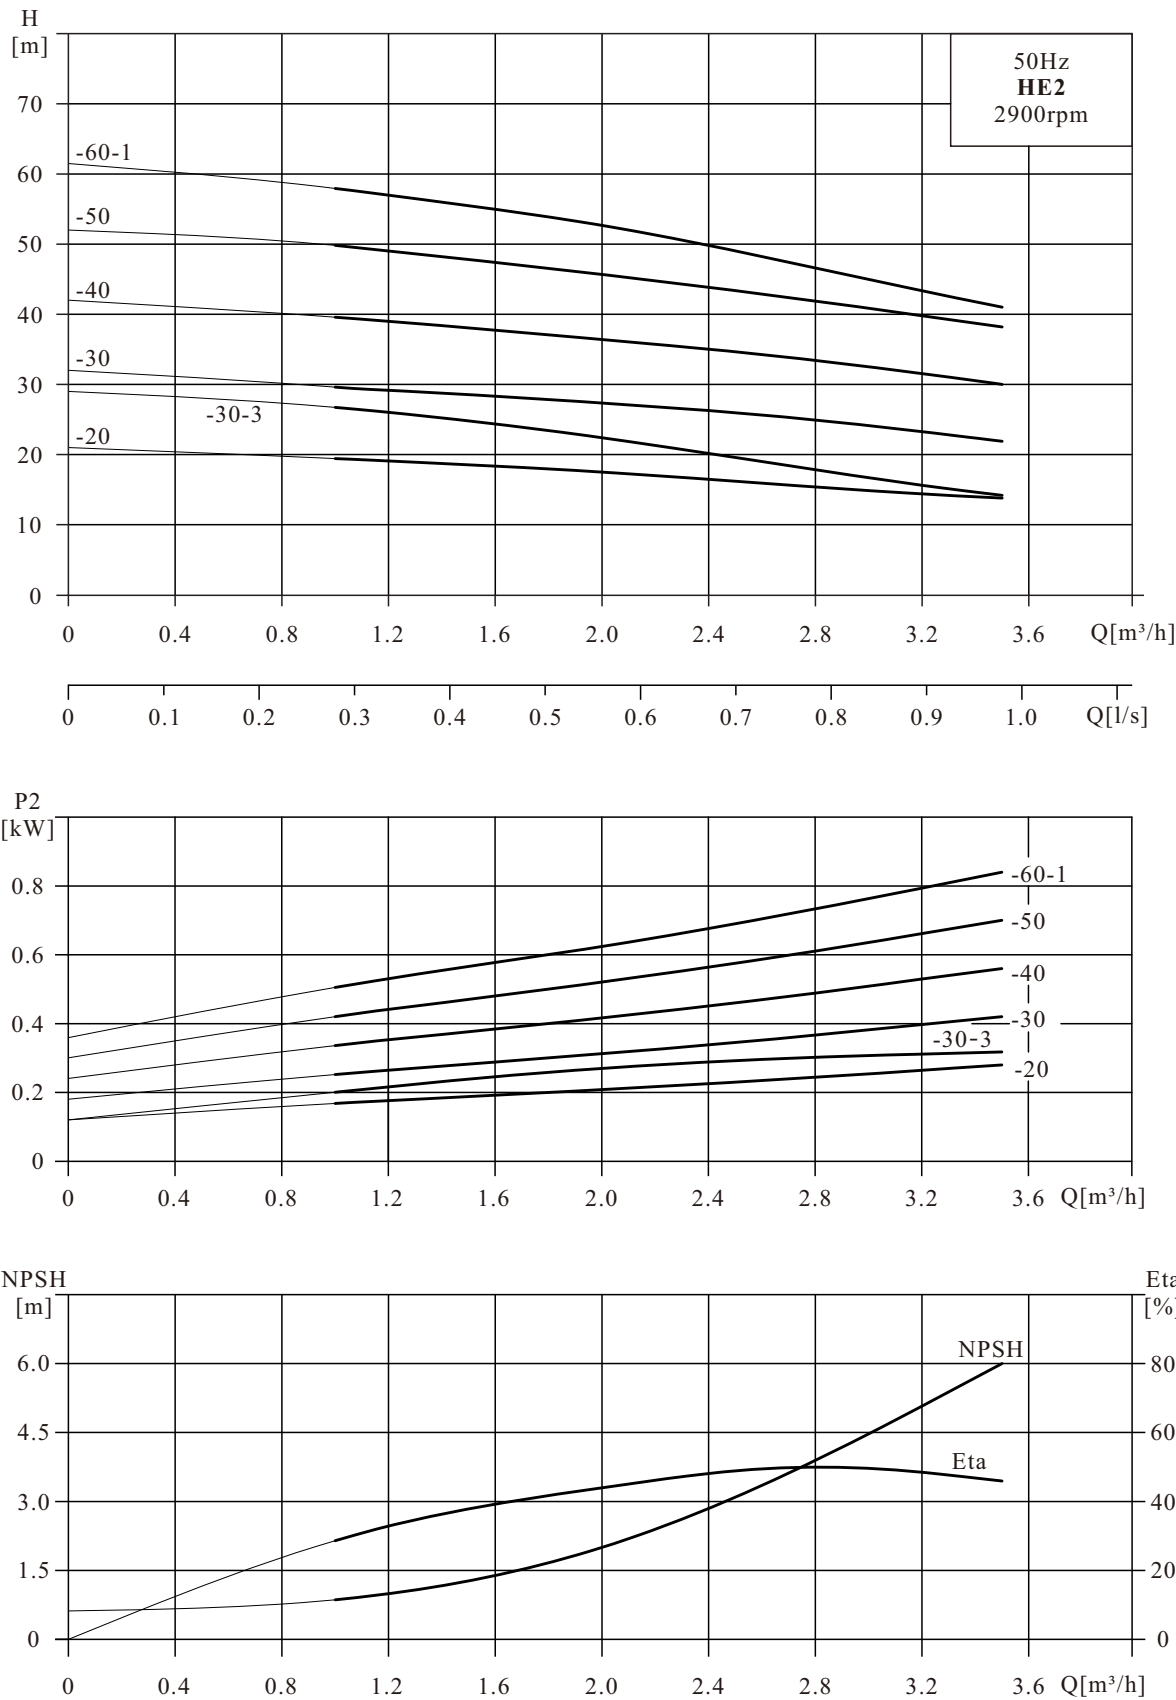 H
[m]
50Hz
HE2
2900rpm
70
-60-1
60
-50
50
-40
40
-30
30
-30-3
-20
20
10
0
0 0.4 0.8 1.2 1.6 2.0 2.4 2.8 3.2 3.6 Q[m³/h]
0 0.1 0.2 0.3 0.4 0.5 0.6 0.7 0.8 0.9 1.0 Q[l/s]
P2
[kW]
0.8
-60-1
-50
0.6
-40
0.4
-30
-30-3
-20
0.2
0
0 0.4 0.8 1.2 1.6 2.0 2.4 2.8 3.2 3.6 Q[m³/h]
NPSH
[m]
Eta
[%]
NPSH
6.0 80
4.5 60
Eta
3.0 40
1.5 20
0 0
0 0.4 0.8 1.2 1.6 2.0 2.4 2.8 3.2 3.6 Q[m³/h]